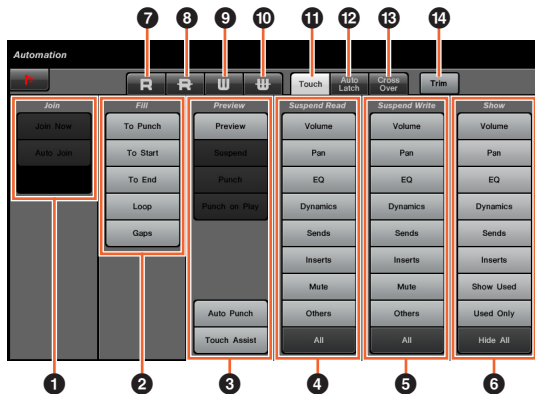 7 8 9 10 11 12 13 14
Automation
R R W W Touch Auto Latch Cross Over Trim
Join Fill Preview Suspend Read Suspend Write Show
Join Now To Punch Preview Volume Volume Volume
Auto Join To Start Suspend Pan Pan Pan
To End Punch EQ EQ EQ
Loop Punch on Play Dynamics Dynamics Dynamics
Gaps Sends Sends Sends
Inserts Inserts Inserts
Mute Mute Show Used
Auto Punch Others Others Used Only
Touch Assist All All Hide All
1 2 3 4 5 6